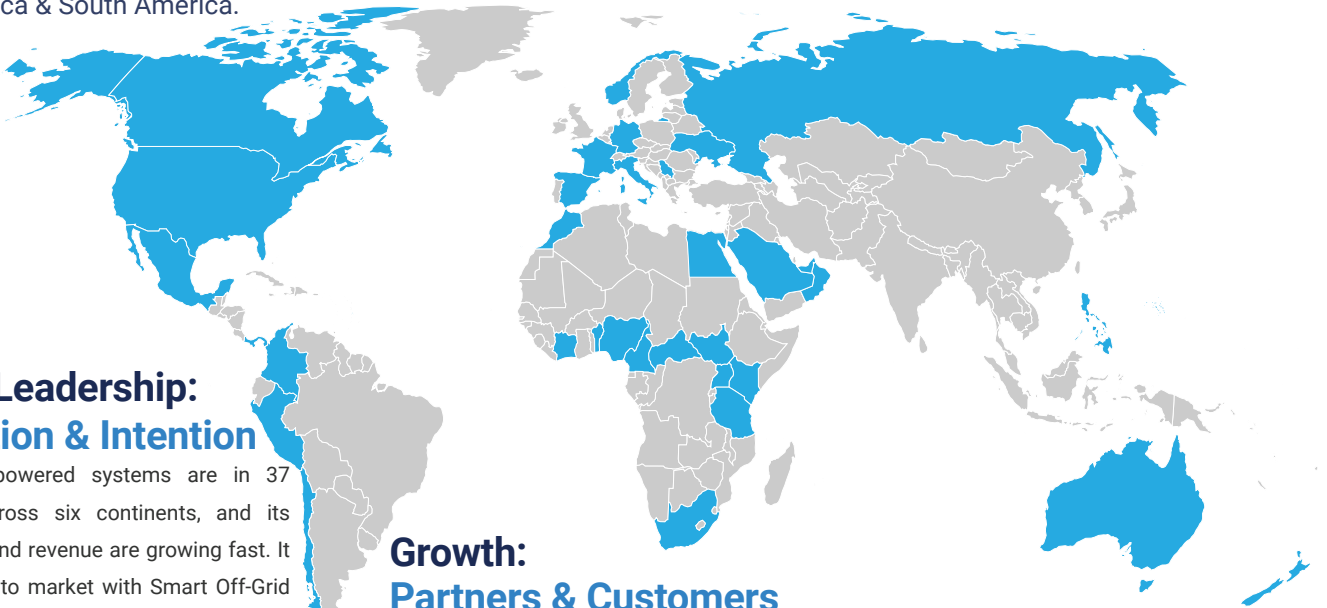 ca & South America.
Leadership:
ion & Intention
powered systems are in 37
ross six continents, and its
nd revenue are growing fast. It
to market with Smart Off-Grid
Growth:
Partners & Customers